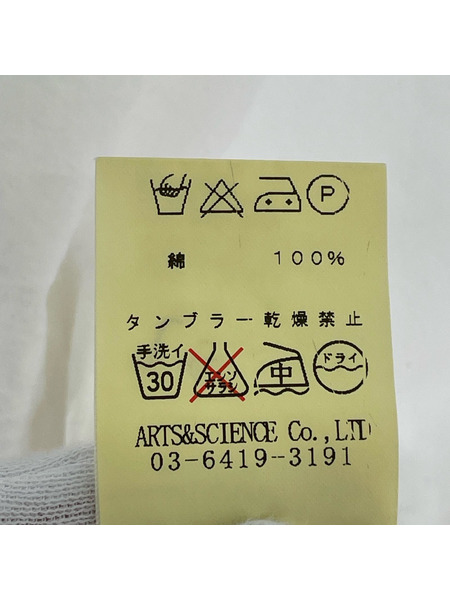 P
綿 100%
タンブラー乾燥禁止
手洗イ 30 エンソサラシ 中 ドライ
ARTS&SCIENCE Co.,LTD
03-6419-3191